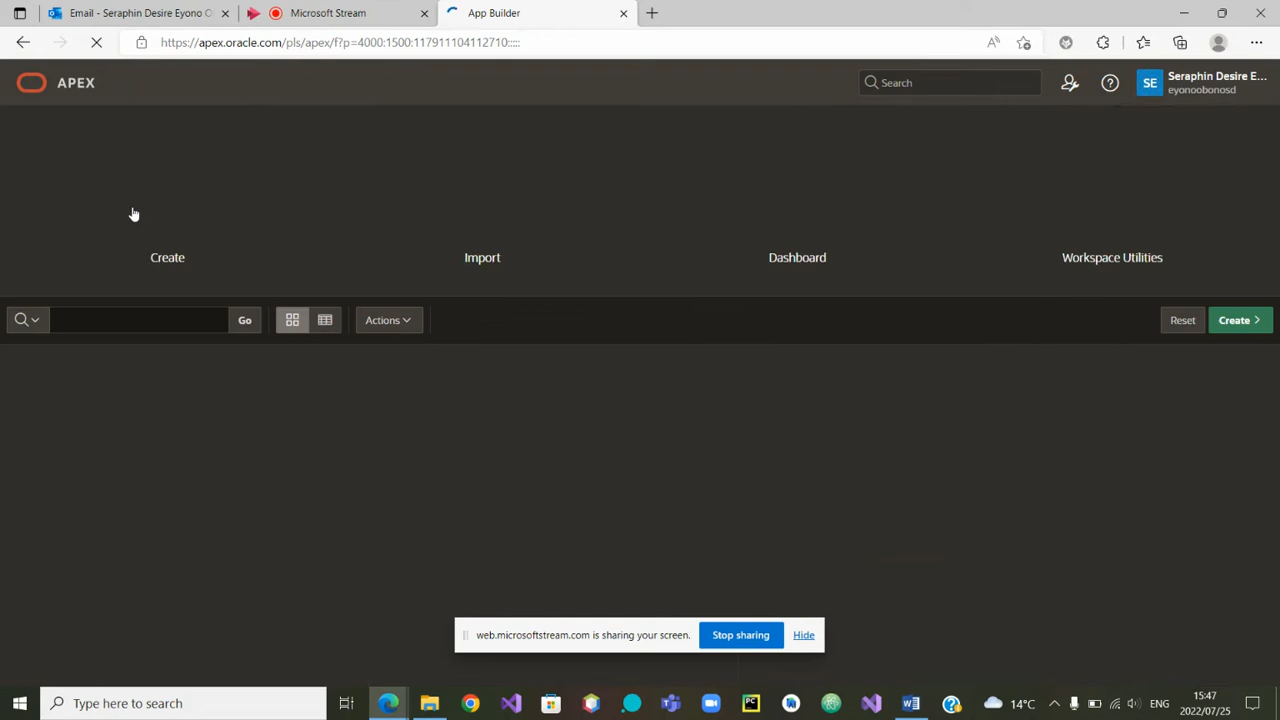 Email - Seraphin Desire Eyono O
Microsoft Stream
App Builder
https://apex.oracle.com/pls/apex/f?p=4000:1500:117911104112710:::::
APEX
Search
SE
Seraphin Desire E...
eyonoobonosd
Create
Import
Dashboard
Workspace Utilities
Go
Actions
Reset
Create
web.microsoftstream.com is sharing your screen.
Stop sharing
Hide
Type here to search
PC
14°C
ENG
15:47
2022/07/25